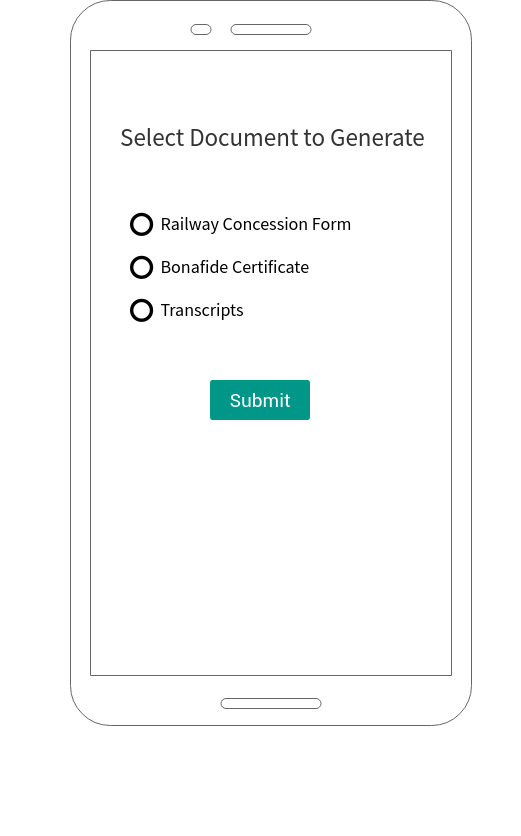 Select Document to Generate
Railway Concession Form
Bonafide Certificate
Transcripts
Submit